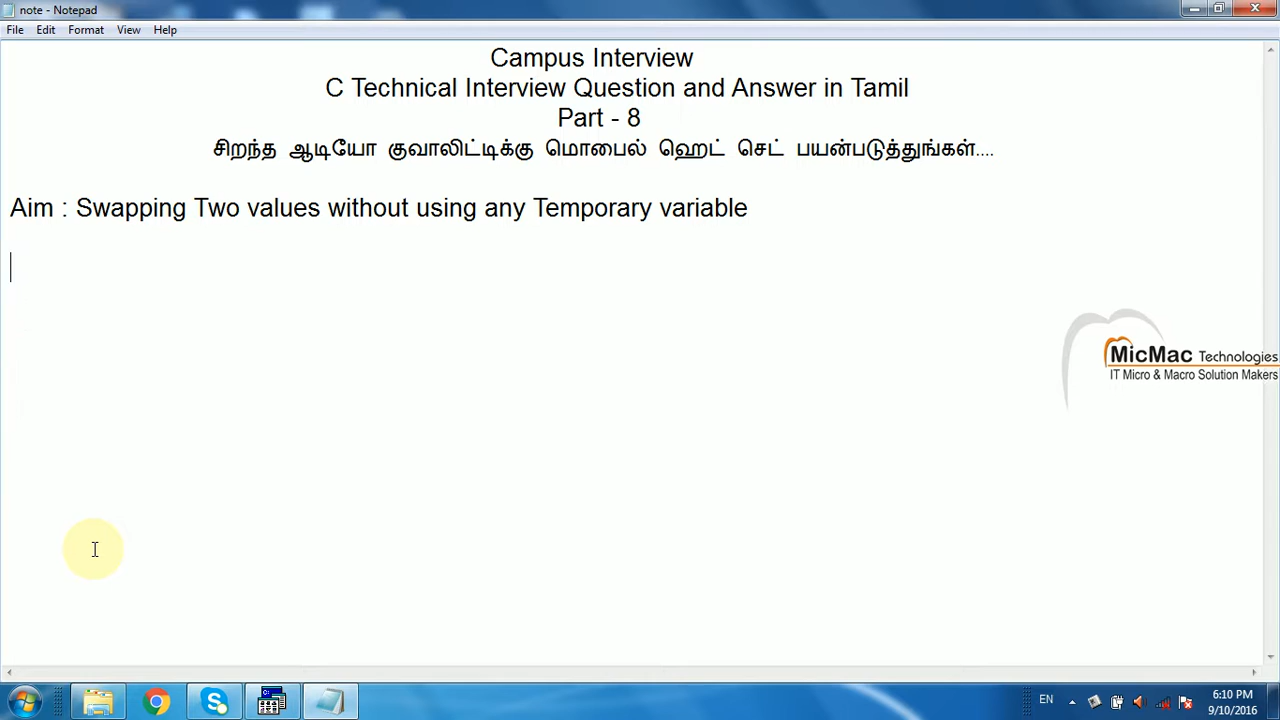 note - Notepad
File Edit Format View Help
Campus Interview
C Technical Interview Question and Answer in Tamil
Part - 8
சிறந்த ஆடியோ குவாலிட்டிக்கு மொபைல் ஹெட் செட் பயன்படுத்துங்கள்....
Aim : Swapping Two values without using any Temporary variable
MicMac Technologies
IT Micro & Macro Solution Makers
EN
6:10 PM
9/10/2016